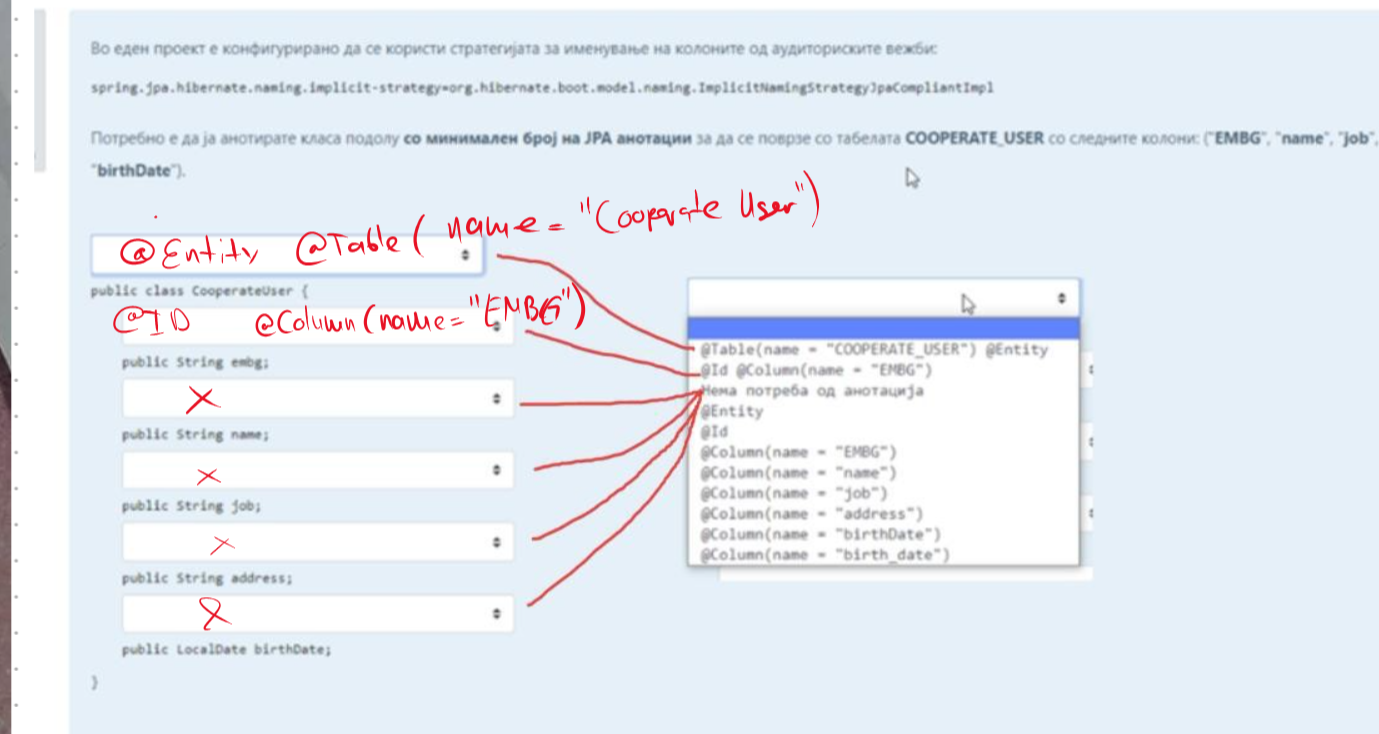 Во еден проект е конфигурирано да се користи стратегијата за именување на колоните од аудиториските вежби:
spring.jpa.hibernate.naming.implicit-strategy=org.hibernate.boot.model.naming.ImplicitNamingStrategyJpaCompliantImpl
Потребно е да ја анотирате класа подолу со минимален број на JPA анотации за да се поврзе со табелата COOPERATE_USER со следните колони: ("EMBG", "name", "job",
"birthDate").
@Entity @Table( name = "Cooperate User")
public class CooperateUser {
@ID @Column(name="EMBG")
public String embg;
public String name;
public String job;
public String address;
public LocalDate birthDate;
}
@Table(name = "COOPERATE_USER") @Entity
@Id @Column(name = "EMBG")
Нема потреба од анотација
@Entity
@Id
@Column(name = "EMBG")
@Column(name = "name")
@Column(name = "job")
@Column(name = "address")
@Column(name = "birthDate")
@Column(name = "birth_date")